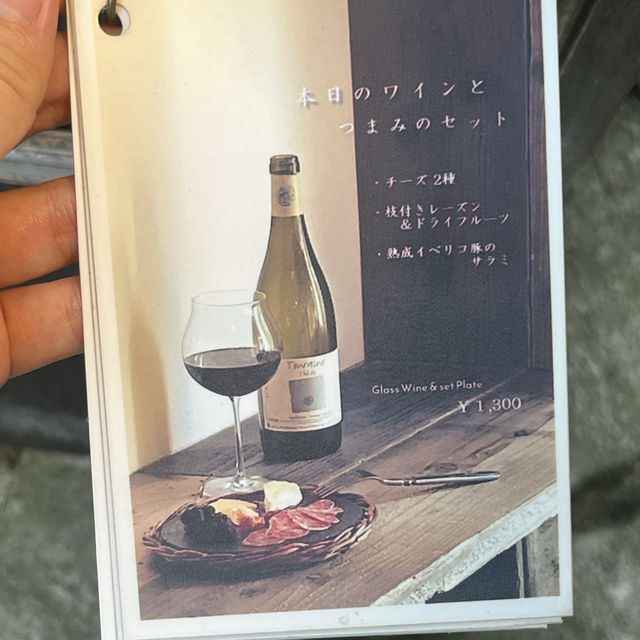 本日のワインと
つまみのセット
・チーズ 2種
・枝付きレーズン
&ドライフルーツ
・熟成イベリコ豚の
サラミ
Touraine
Glass Wine & set Plate
¥1,300